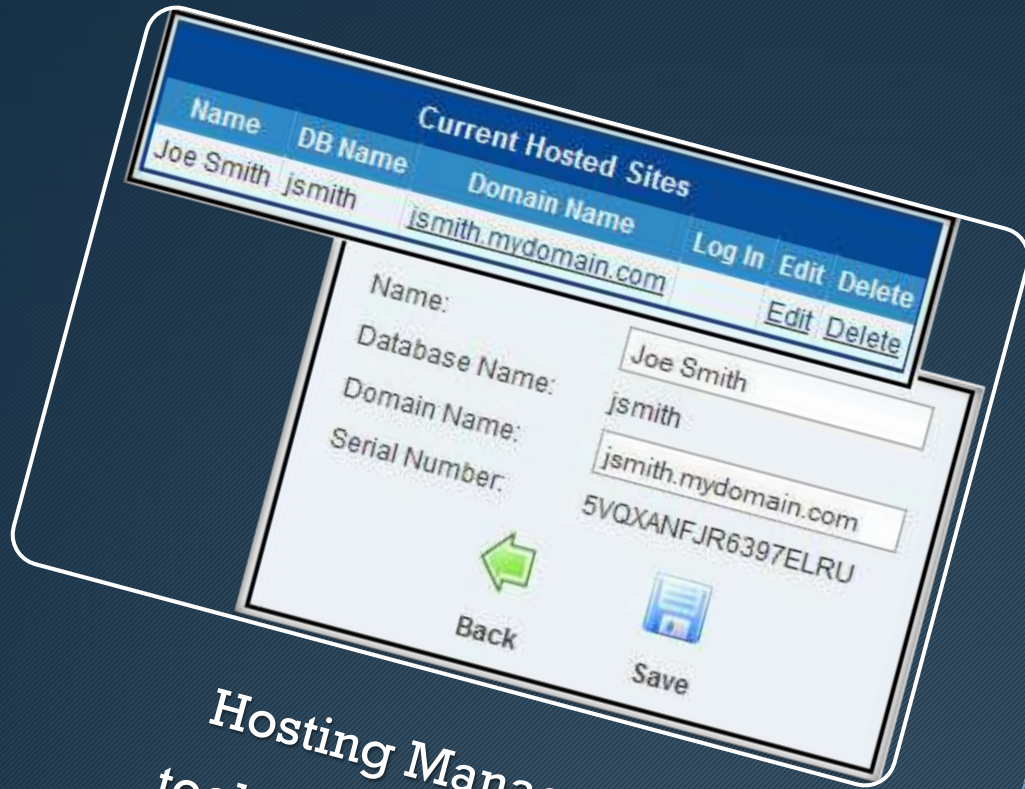 Current Hosted Sites
Name DB Name Domain Name Log In Edit Delete
Joe Smith jsmith jsmith.mydomain.com Edit Delete
Name: Joe Smith
Database Name: jsmith
Domain Name: jsmith.mydomain.com
Serial Number: 5VQXANFJR6397ELRU
Back Save
Hosting